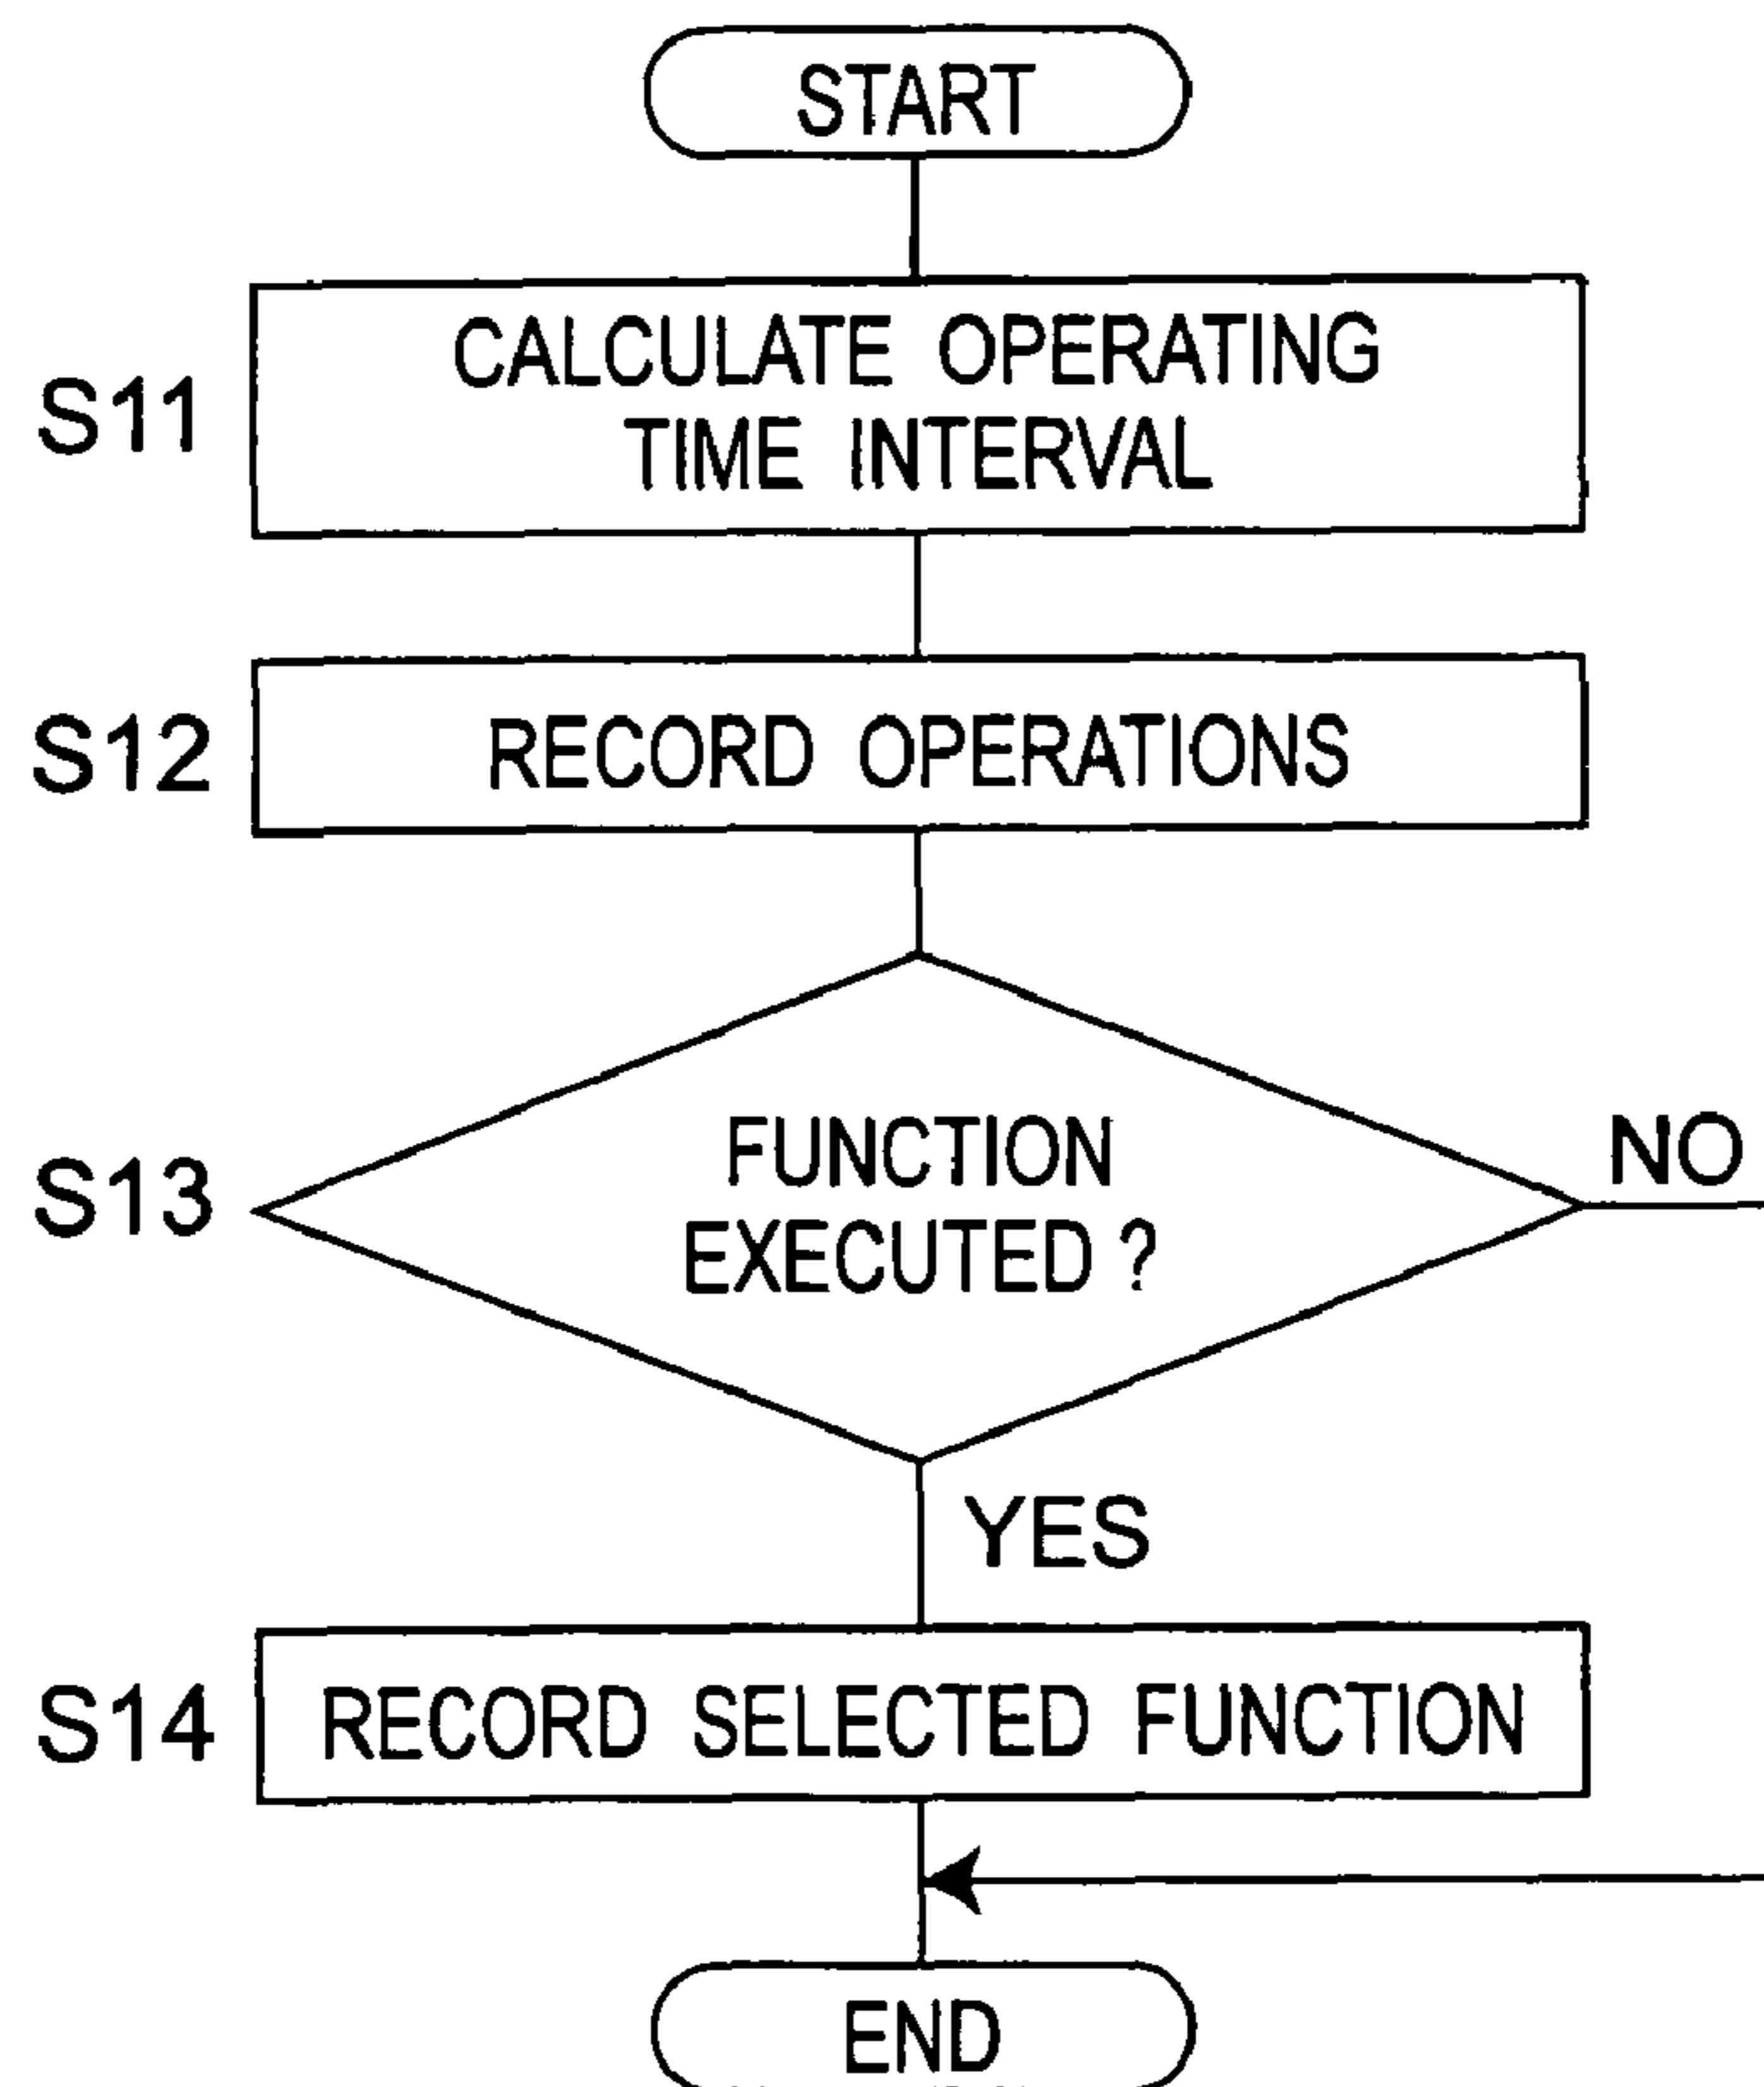 START
S11
CALCULATE OPERATING
TIME INTERVAL
S12
RECORD OPERATIONS
S13
FUNCTION
EXECUTED ?
NO
YES
S14
RECORD SELECTED FUNCTION
END